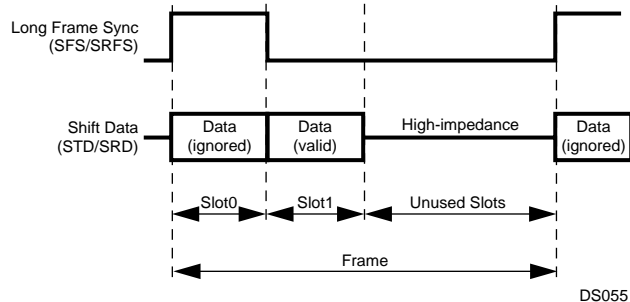 Long Frame Sync
(SFS/SRFS)
Shift Data
(STD/SRD)
Data
(ignored)
Data
(valid)
High-impedance
Data
(ignored)
Slot0
Slot1
Unused Slots
Frame
DS055